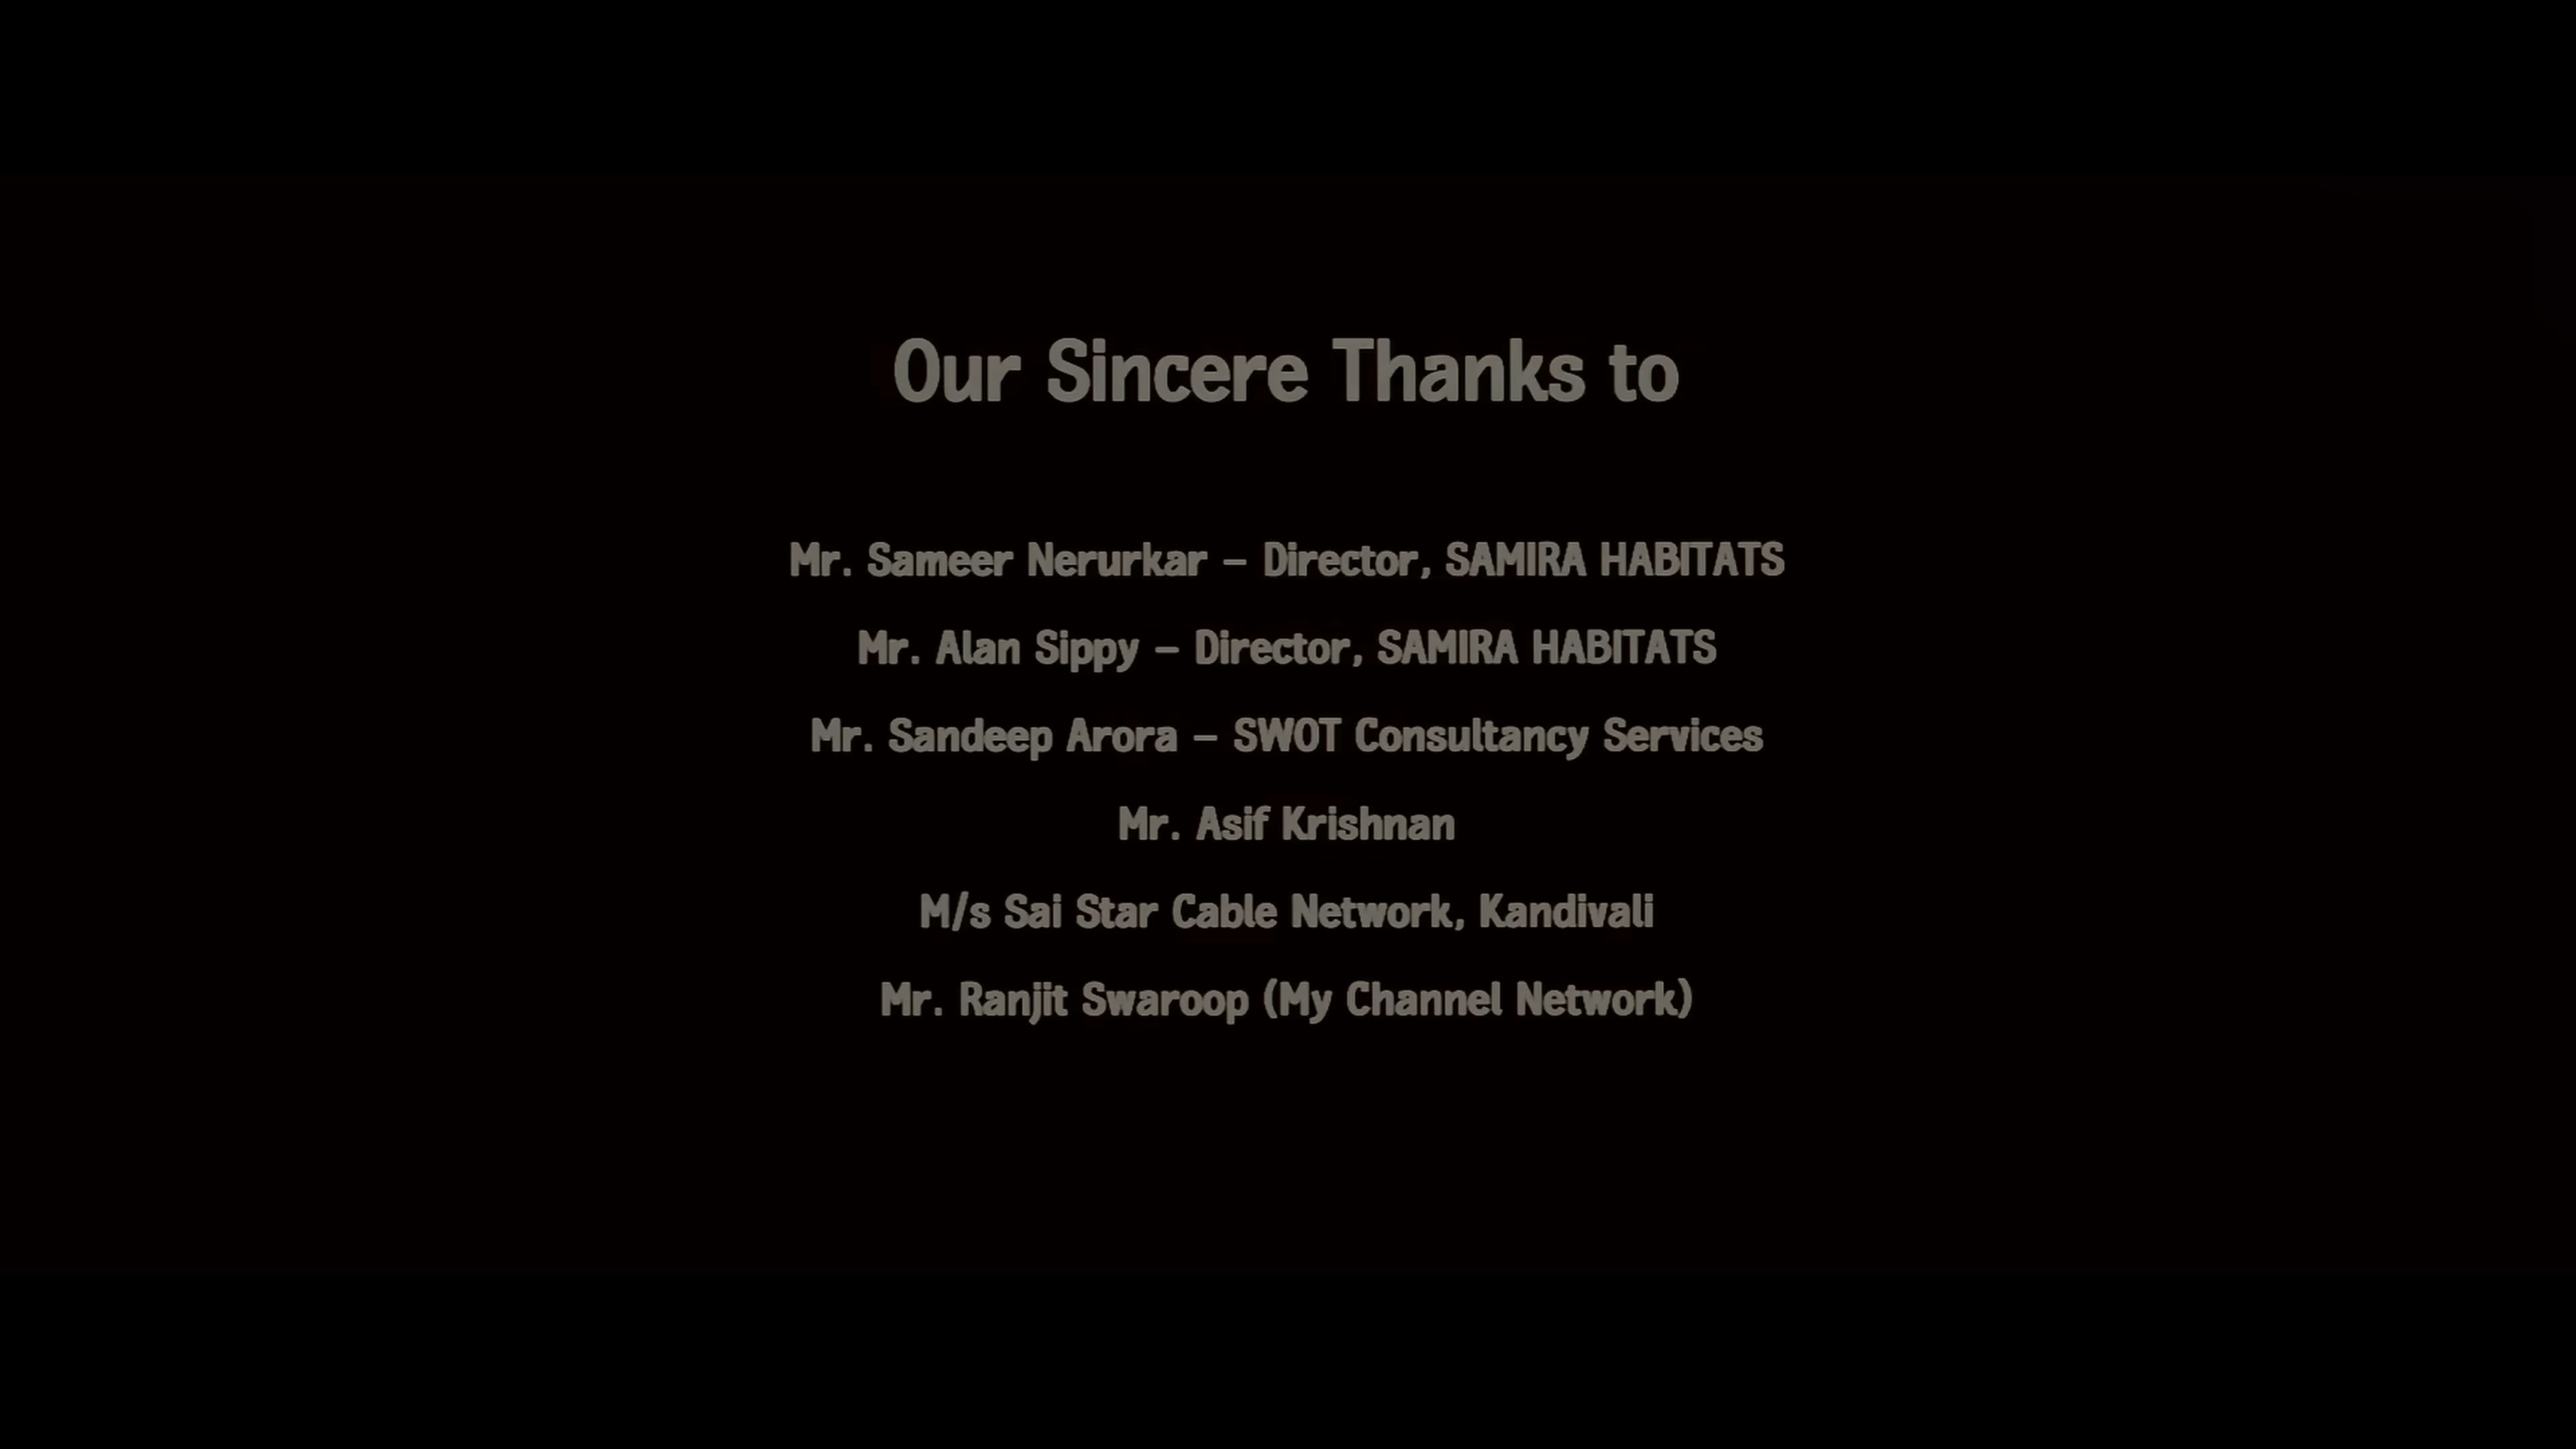 Our Sincere Thanks to
Mr. Sameer Nerurkar – Director, SAMIRA HABITATS
Mr. Alan Sippy – Director, SAMIRA HABITATS
Mr. Sandeep Arora – SWOT Consultancy Services
Mr. Asif Krishnan
M/s Sai Star Cable Network, Kandivali
Mr. Ranjit Swaroop (My Channel Network)